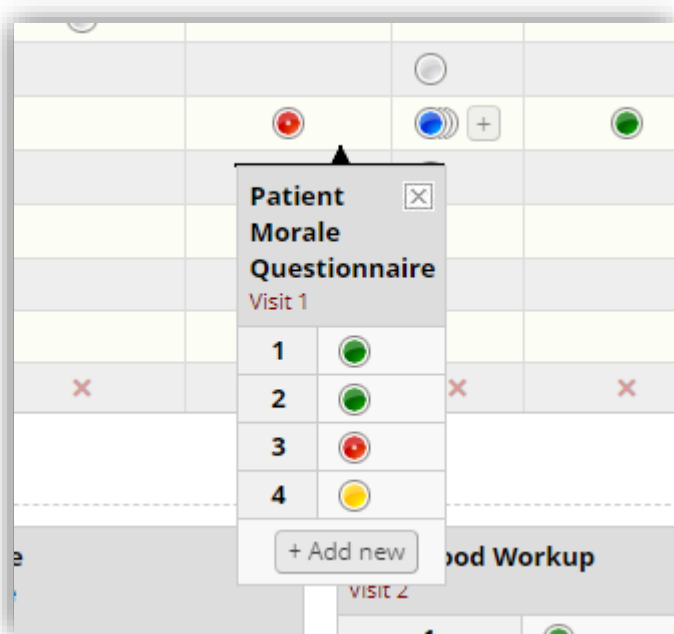 +
Patient
Morale
Questionnaire
Visit 1
1
2
3
4
+ Add new
e
ood Workup
Visit 2